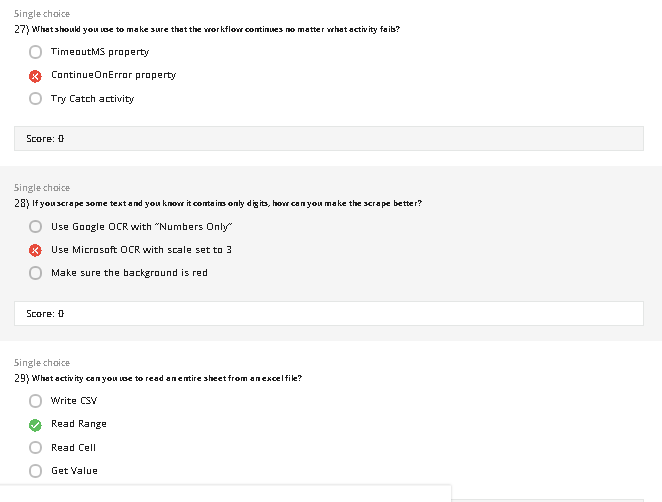 Single choice
27) What should you use to make sure that the workflow continues no matter what activity fails?
TimeoutMS property
ContinueOnError property
Try Catch activity
Score: 0
Single choice
28) If you scrape some text and you know it contains only digits, how can you make the scrape better?
Use Google OCR with "Numbers Only"
Use Microsoft OCR with scale set to 3
Make sure the background is red
Score: 0
Single choice
29) What activity can you use to read an entire sheet from an excel file?
Write CSV
Read Range
Read Cell
Get Value